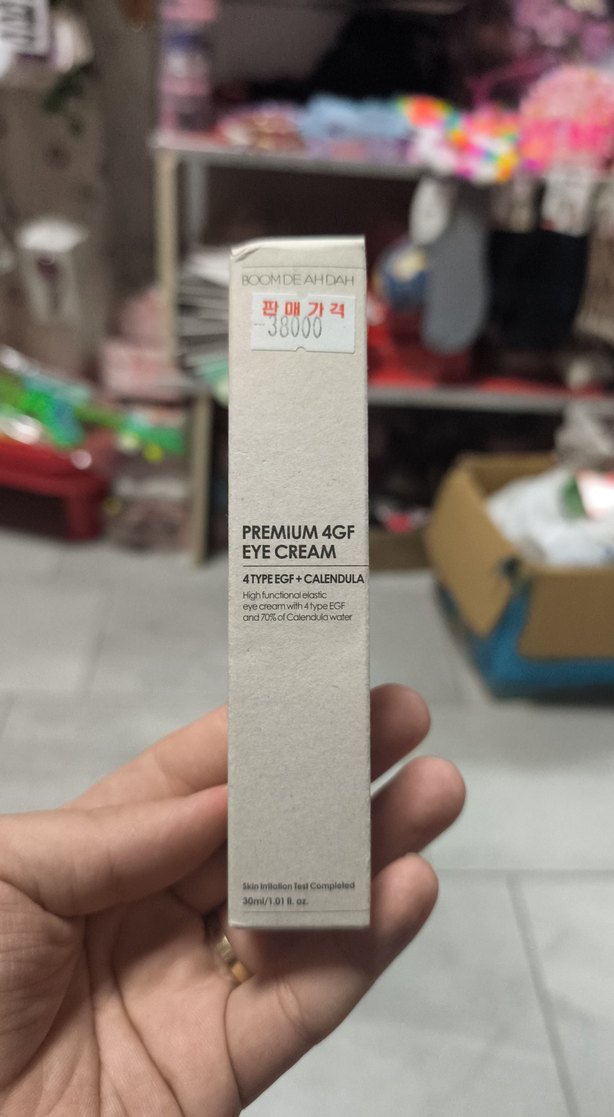 BOOM DE AH DAH
판매가격
38000
PREMIUM 4GF
EYE CREAM
4 TYPE EGF + CALENDULA
High functional elastic
eye cream with 4 type EGF
and 70% of Calendula water
Skin Irritation Test Completed
30ml/1.01 fl. oz.